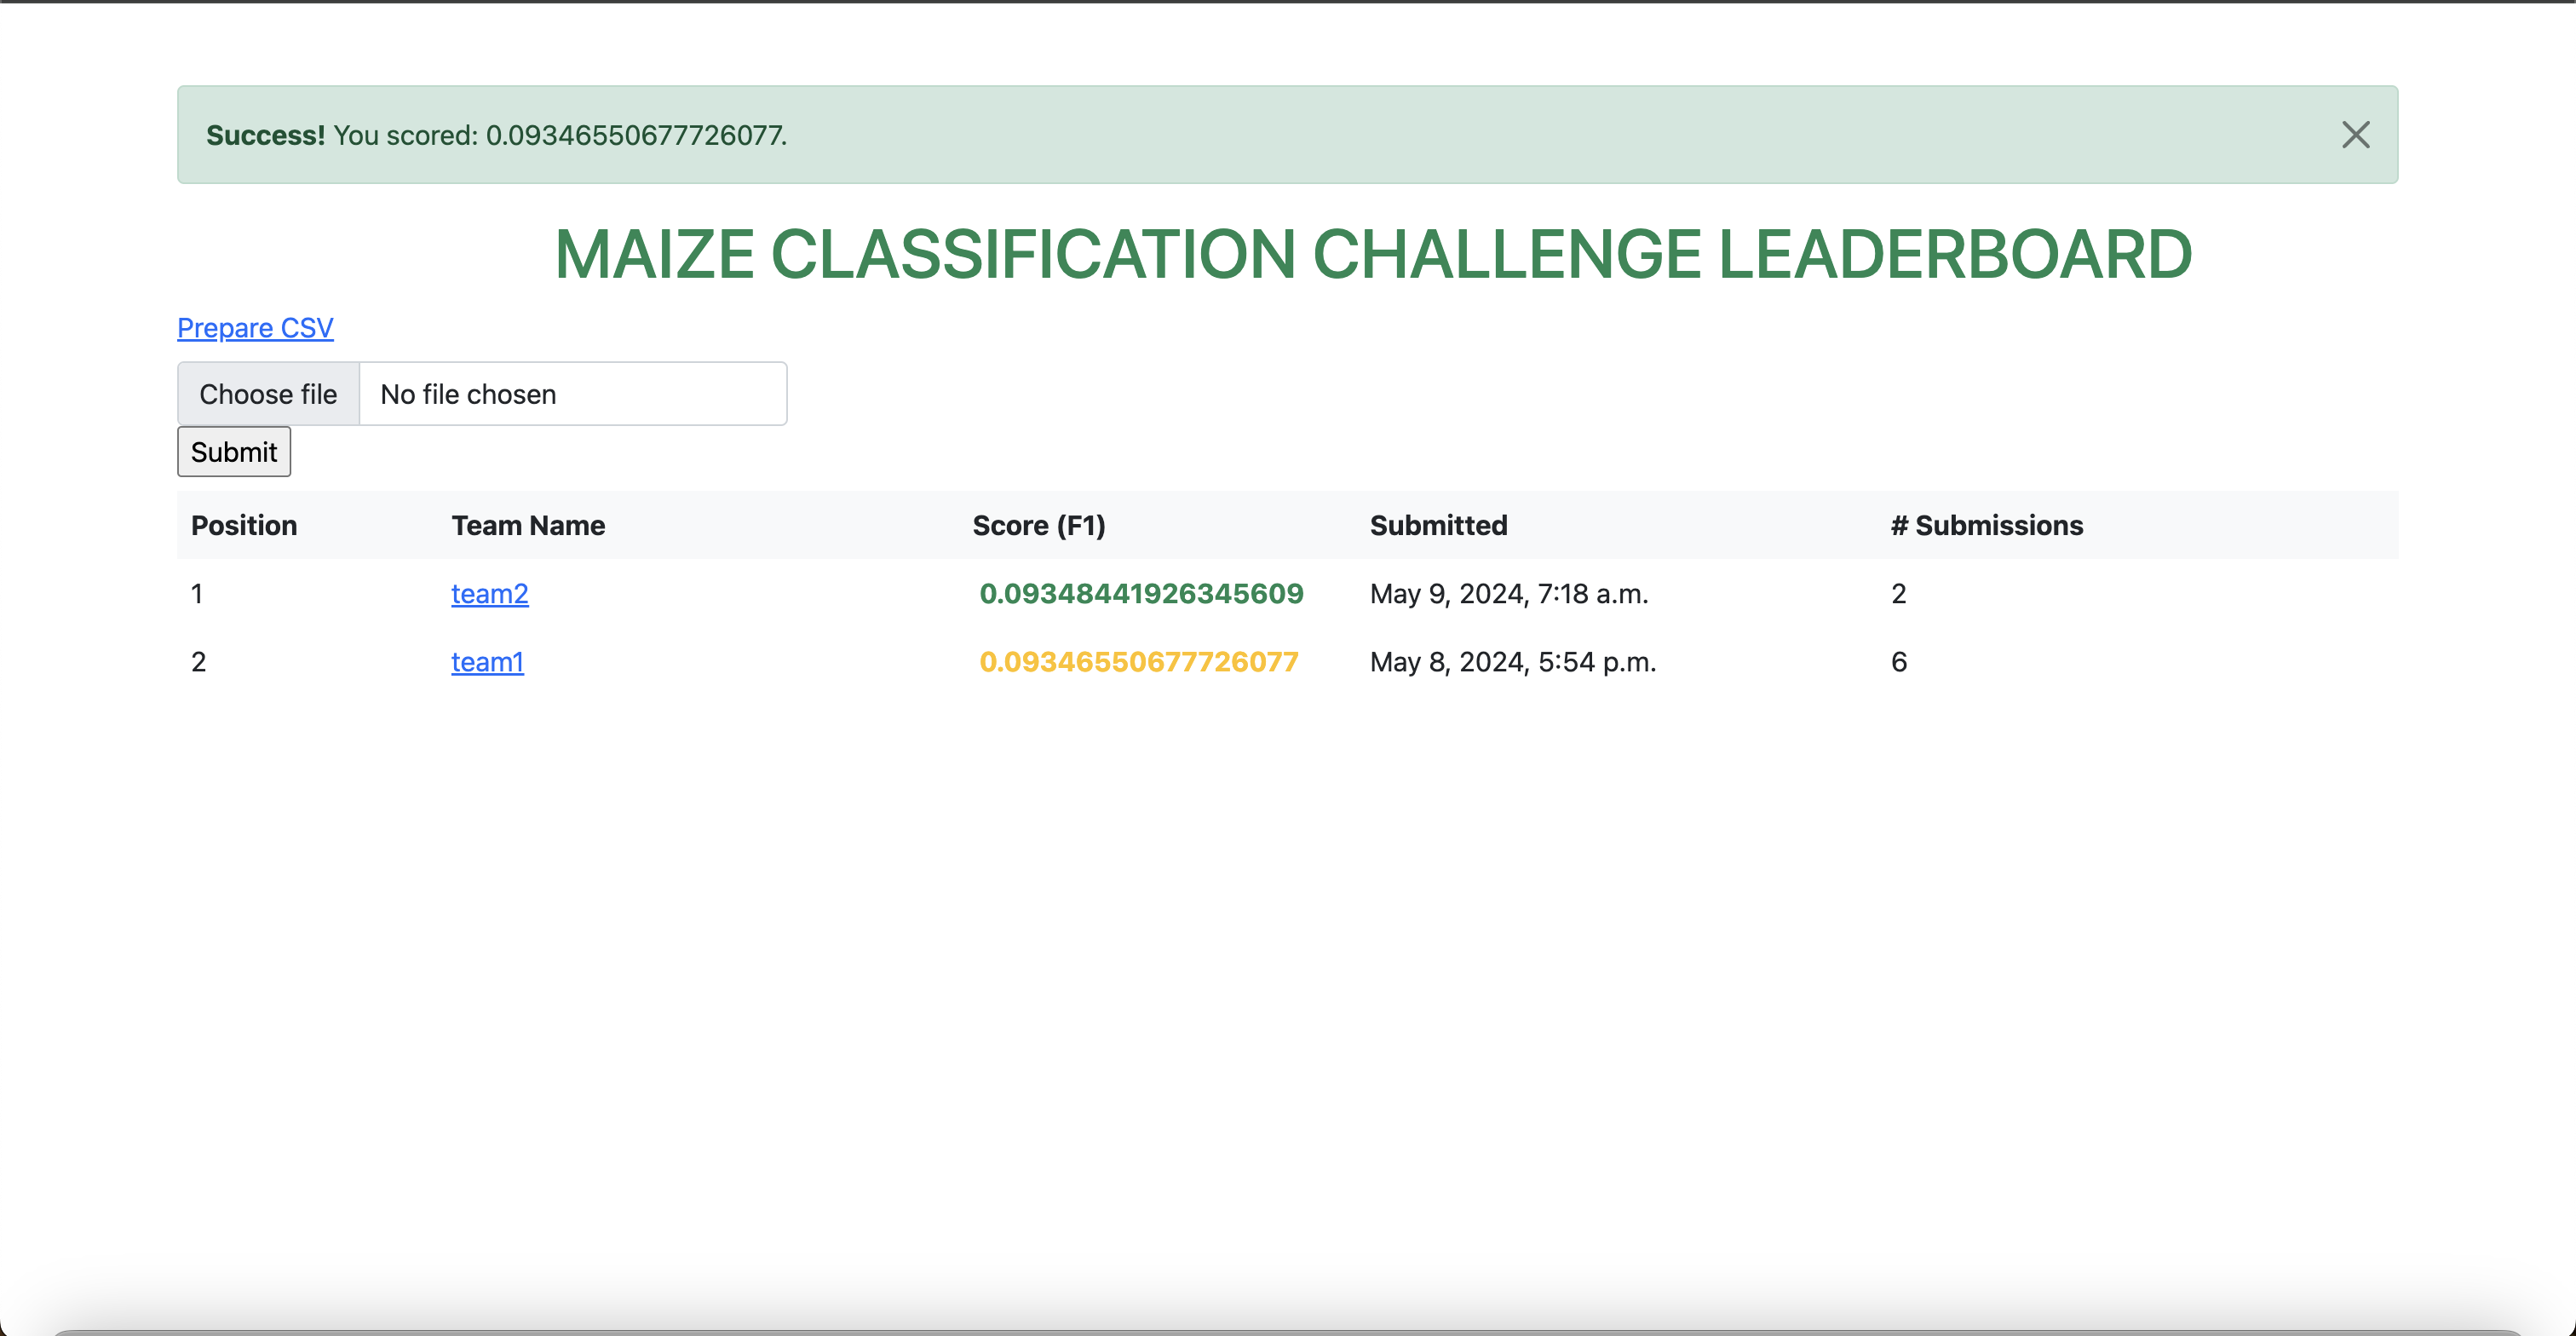 Success! You scored: 0.09346550677726077.
MAIZE CLASSIFICATION CHALLENGE LEADERBOARD
Prepare CSV
Choose file No file chosen
Submit
Position Team Name Score (F1) Submitted # Submissions
1 team2 0.09348441926345609 May 9, 2024, 7:18 a.m. 2
2 team1 0.09346550677726077 May 8, 2024, 5:54 p.m. 6